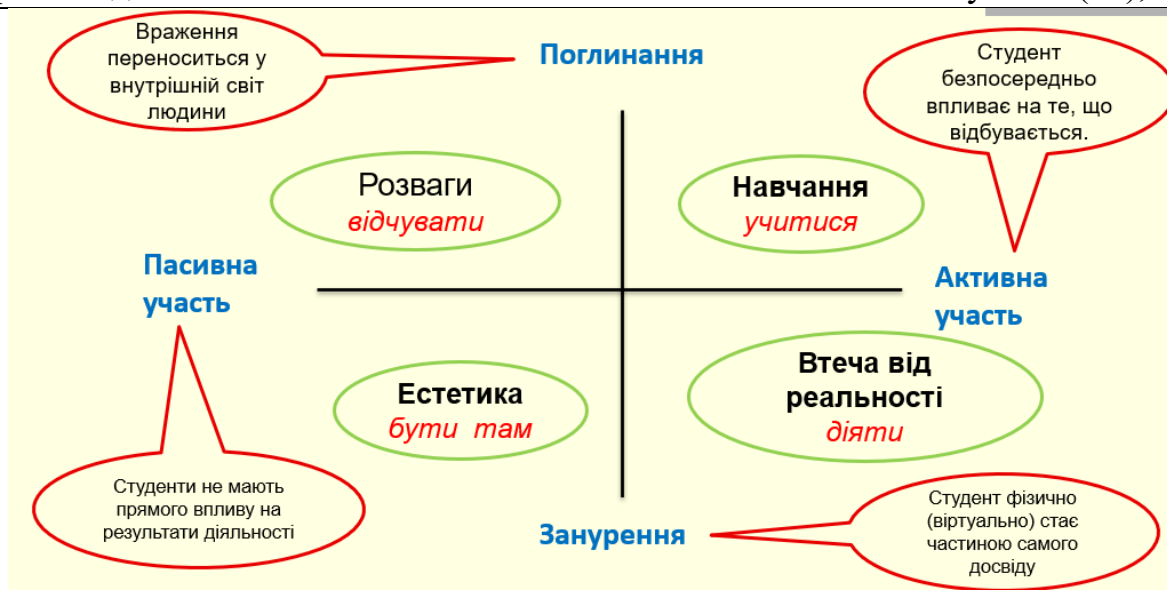 Враження
переноситься у
внутрішній світ
людини
Поглинання
Студент
безпосередньо
впливає на те, що
відбувається.
Розваги
відчувати
Навчання
учитися
Пасивна
участь
Активна
участь
Естетика
бути там
Втеча від
реальності
діяти
Студенти не мають
прямого впливу на
результати діяльності
Занурення
Студент фізично
(віртуально) стає
частиною самого
досвіду